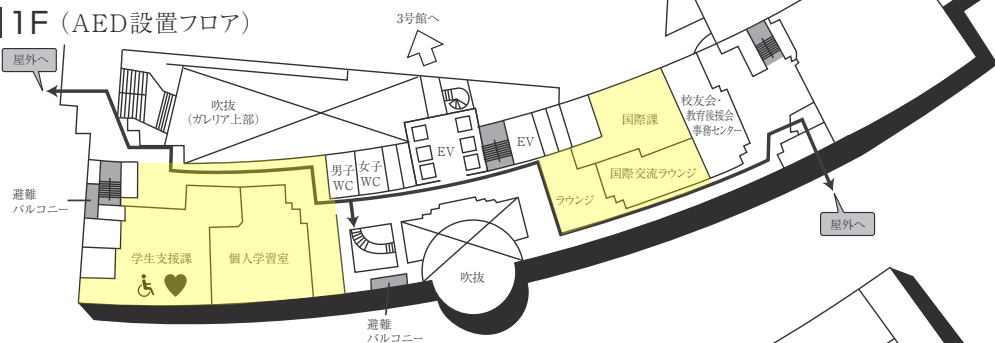 1F（AED設置フロア）
3号館へ
屋外へ
吹抜
（ガレリア上部）
EV
EV
国際課
校友会・
教育後援会
事務センター
男子
WC
女子
WC
国際交流ラウンジ
ラウンジ
避難
バルコニー
屋外へ
学生支援課
個人学習室
吹抜
避難
バルコニー